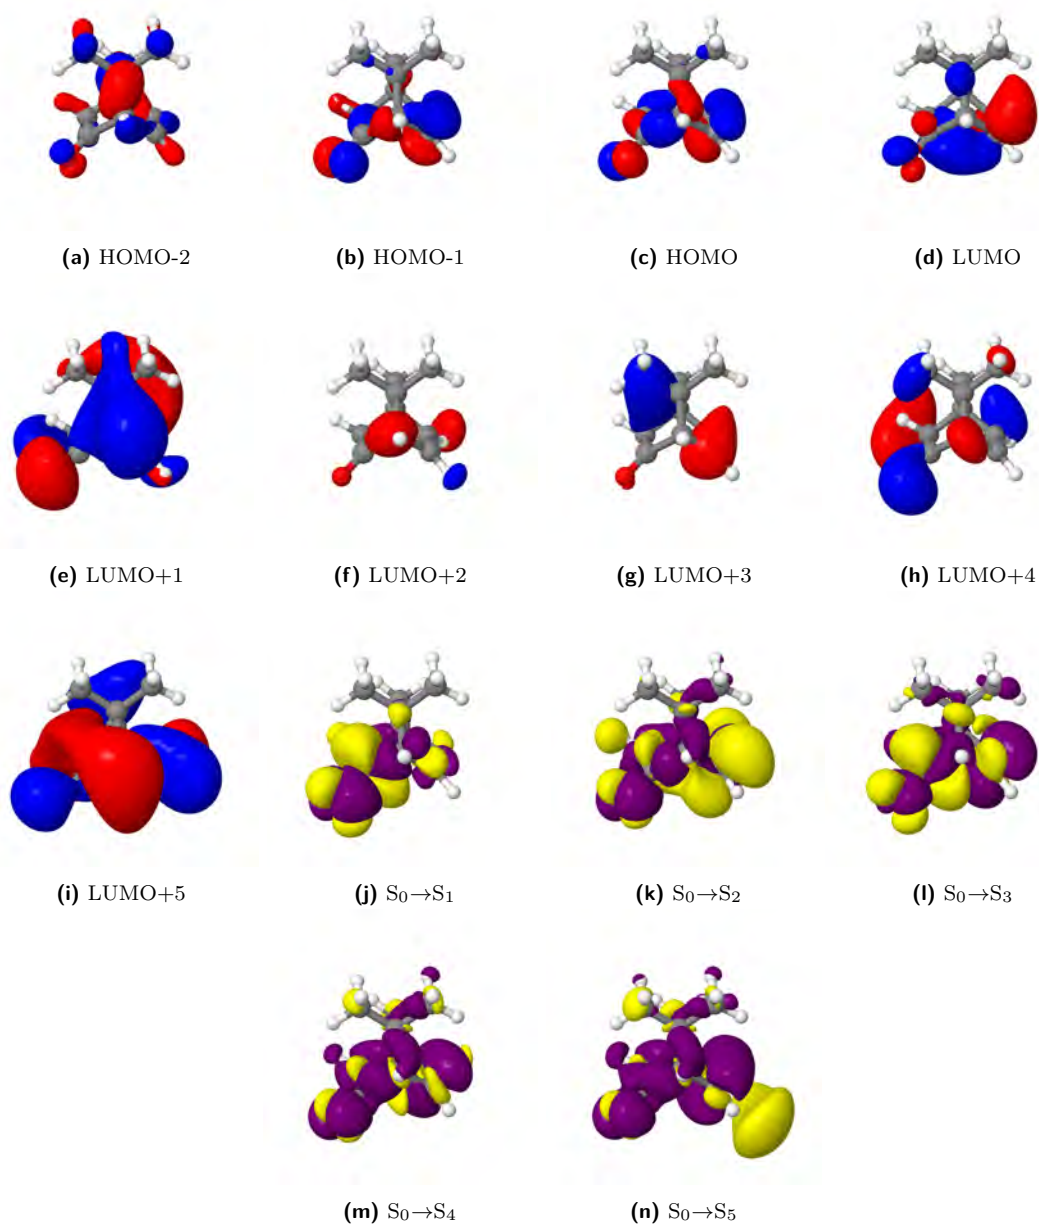 (a) HOMO-2 (b) HOMO-1 (c) HOMO (d) LUMO
(e) LUMO+1 (f) LUMO+2 (g) LUMO+3 (h) LUMO+4
(i) LUMO+5 (j) S₀→S₁ (k) S₀→S₂ (l) S₀→S₃
(m) S₀→S₄ (n) S₀→S₅